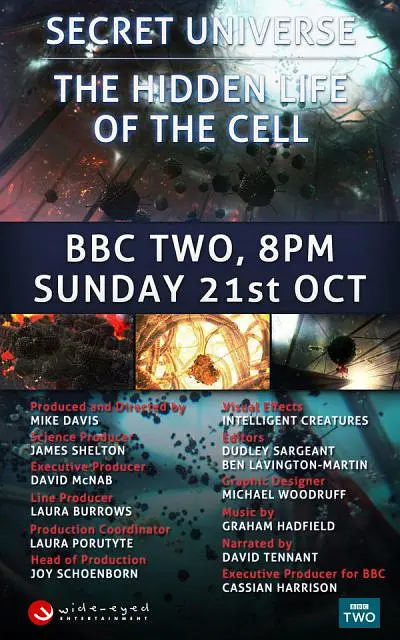 SECRET UNIVERSE
THE HIDDEN LIFE
OF THE CELL
BBC TWO, 8PM
SUNDAY 21st OCT
Produced and Directed by
MIKE DAVIS
Science Producer
JAMES SHELTON
Executive Producer
DAVID McNAB
Line Producer
LAURA BURROWS
Production Coordinator
LAURA PORUTYTE
Head of Production
JOY SCHOENBORN
Visual Effects
INTELLIGENT CREATURES
Editors
DUDLEY SARGEANT
BEN LAVINGTON-MARTIN
Graphic Designer
MICHAEL WOODRUFF
Music by
GRAHAM HADFIELD
Narrated by
DAVID TENNANT
Executive Producer for BBC
CASSIAN HARRISON
wide-eyed
ENTERTAINMENT
BBC
TWO